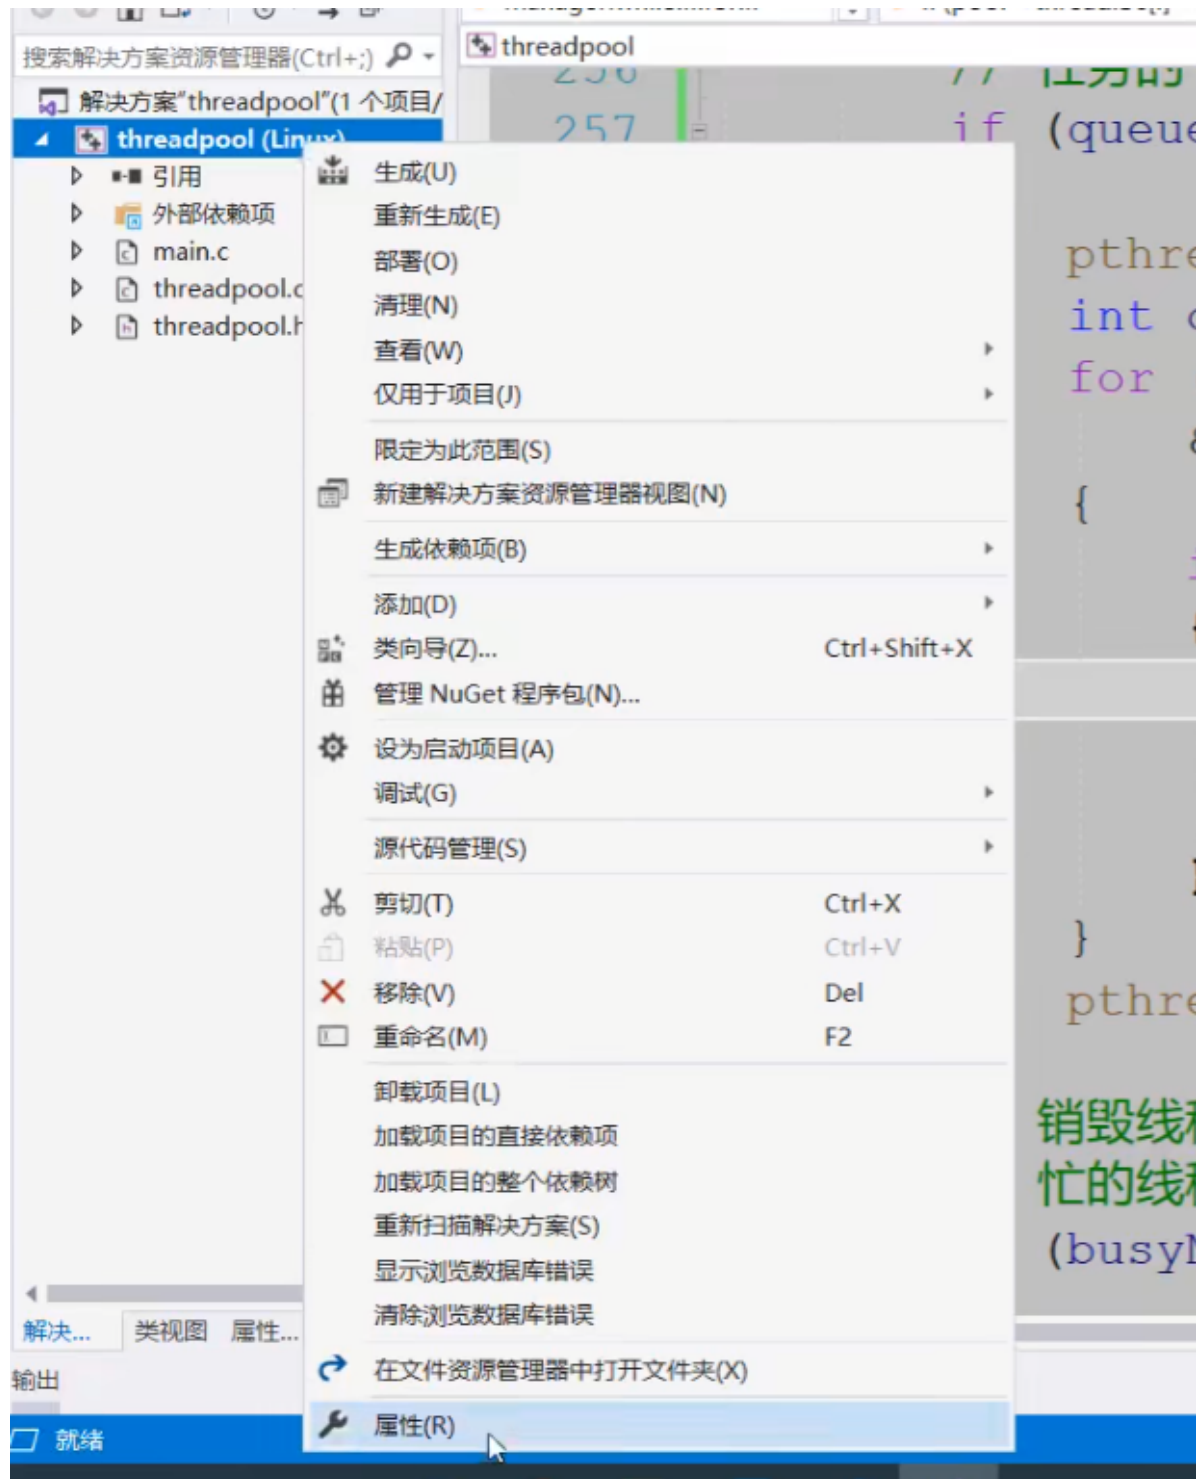 搜索解决方案资源管理器(Ctrl+;)
解决方案"threadpool"(1 个项目/
threadpool (Linux)
引用
外部依赖项
main.c
threadpool.c
threadpool.h
生成(U)
重新生成(E)
部署(O)
清理(N)
查看(W)
仅用于项目(J)
限定为此范围(S)
新建解决方案资源管理器视图(N)
生成依赖项(B)
添加(D)
类向导(Z)... Ctrl+Shift+X
管理 NuGet 程序包(N)...
设为启动项目(A)
调试(G)
源代码管理(S)
剪切(T) Ctrl+X
粘贴(P) Ctrl+V
移除(V) Del
重命名(M) F2
卸载项目(L)
加载项目的直接依赖项
加载项目的整个依赖树
重新扫描解决方案(S)
显示浏览数据库错误
清除浏览数据库错误
在文件资源管理器中打开文件夹(X)
属性(R)
解决... 类视图 属性...
输出
就绪
threadpool
256 // 任务的
257 if (queue
pthre
int
for
{
}
pthre
销毁线程
忙的线程
(busyN